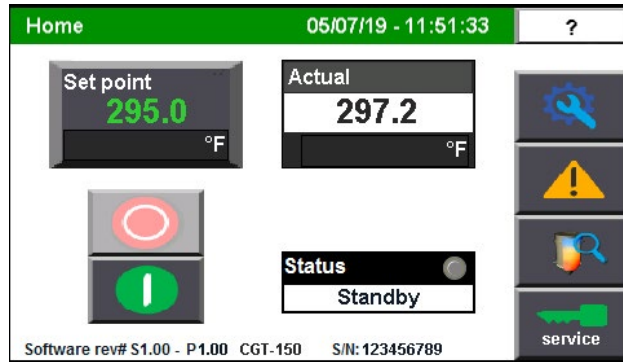 Home 05/07/19 - 11:51:33 ?
Set point
295.0
°F
Actual
297.2
°F
Status
Standby
service
Software rev# S1.00 - P1.00 CGT-150 S/N: 123456789